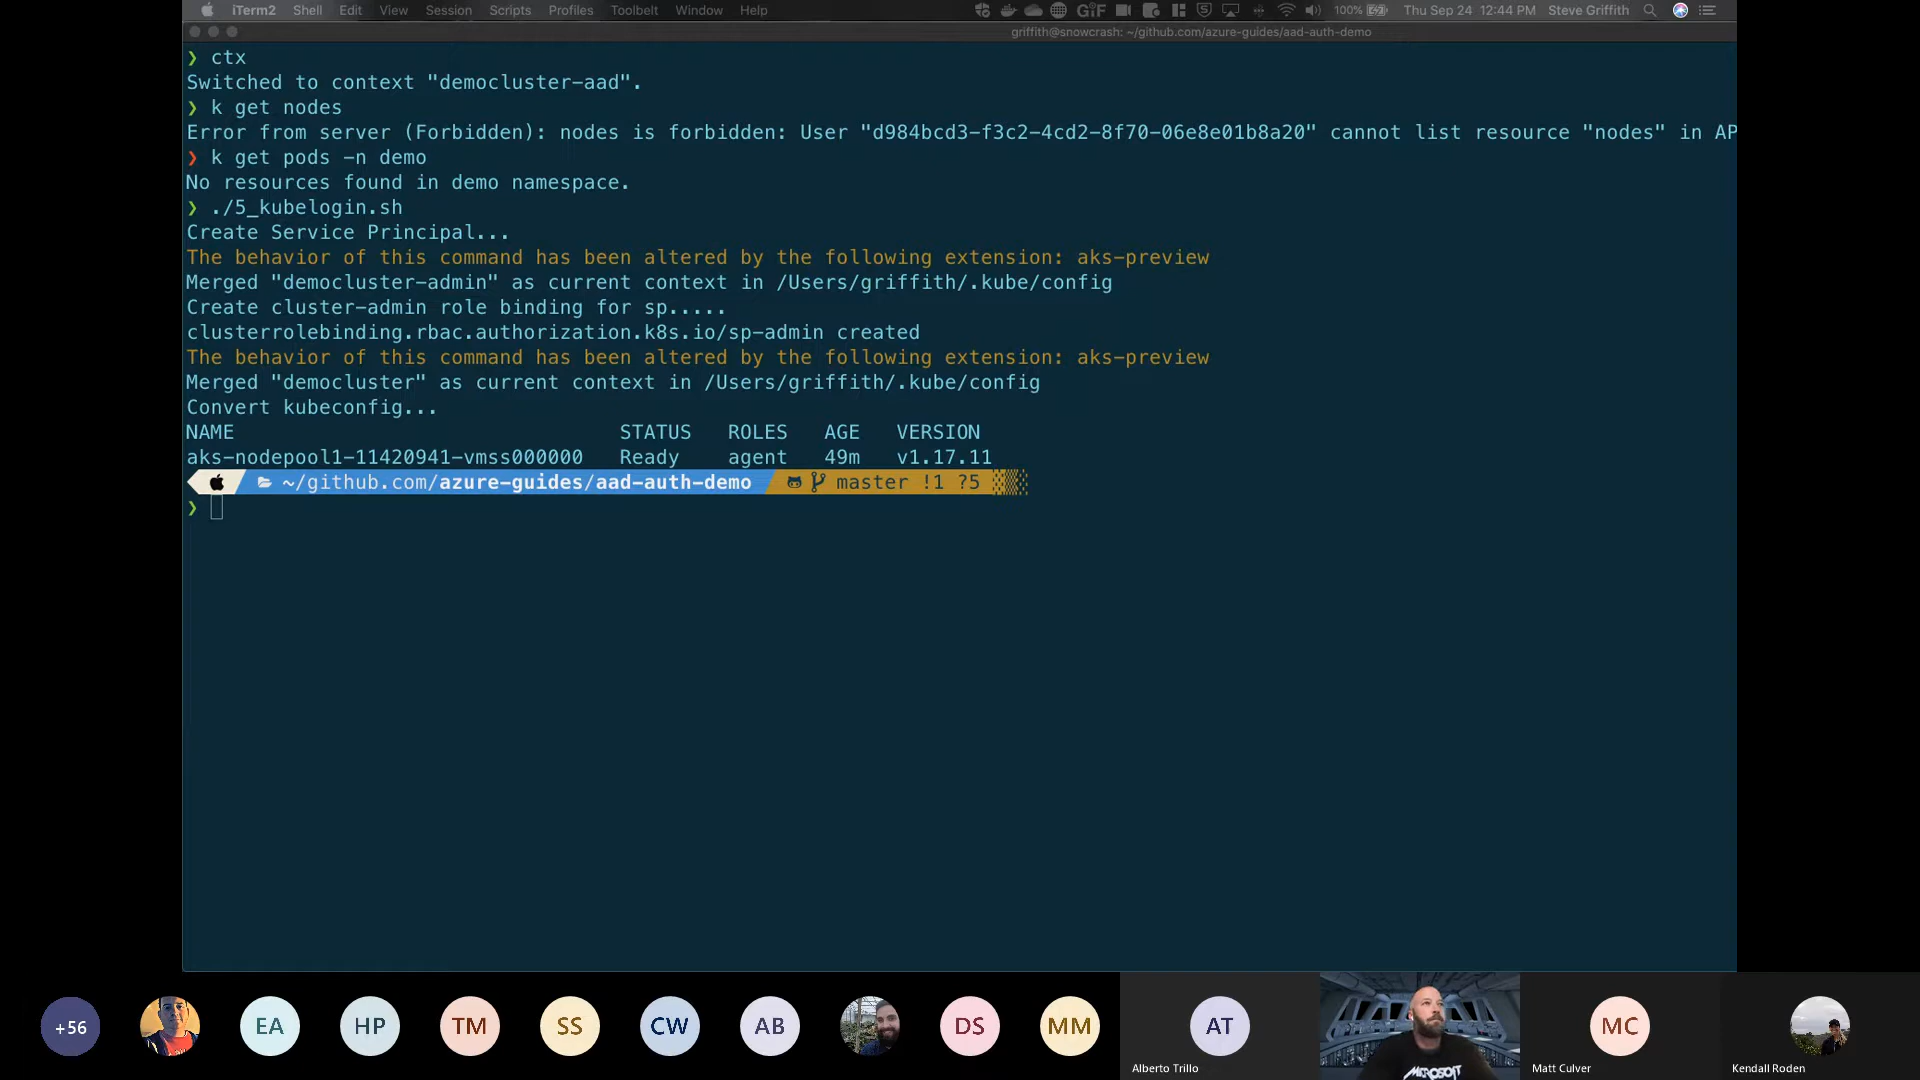 iTerm2 Shell Edit View Session Scripts Profiles Toolbelt Window Help GIF 100% Thu Sep 24 12:44 PM Steve Griffith
griffith@snowcrash: ~/github.com/azure-guides/aad-auth-demo
❯ ctx
Switched to context "democluster-aad".
❯ k get nodes
Error from server (Forbidden): nodes is forbidden: User "d984bcd3-f3c2-4cd2-8f70-06e8e01b8a20" cannot list resource "nodes" in AP
❯ k get pods -n demo
No resources found in demo namespace.
❯ ./5_kubelogin.sh
Create Service Principal...
The behavior of this command has been altered by the following extension: aks-preview
Merged "democluster-admin" as current context in /Users/griffith/.kube/config
Create cluster-admin role binding for sp.....
clusterrolebinding.rbac.authorization.k8s.io/sp-admin created
The behavior of this command has been altered by the following extension: aks-preview
Merged "democluster" as current context in /Users/griffith/.kube/config
Convert kubeconfig...
NAME STATUS ROLES AGE VERSION
aks-nodepool1-11420941-vmss000000 Ready agent 49m v1.17.11
~/github.com/azure-guides/aad-auth-demo master !1 ?5
❯
+56 EA HP TM SS CW AB DS MM AT MC
MICROSOFT
Alberto Trillo Matt Culver Kendall Roden